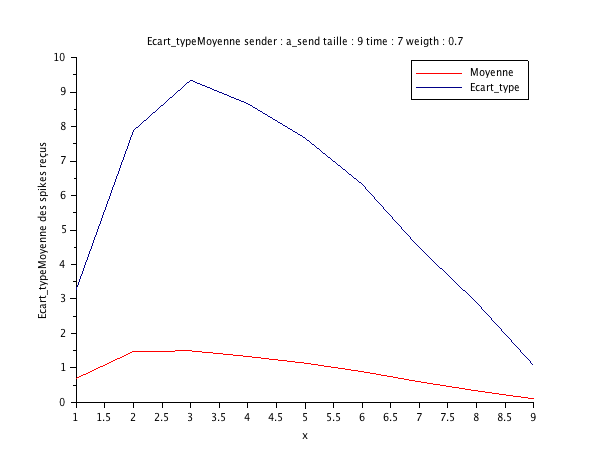 Ecart_typeMoyenne sender : a_send taille : 9 time : 7 weigth : 0.7
Moyenne
Ecart_type
Ecart_typeMoyenne des spikes reçus
10
9
8
7
6
5
4
3
2
1
0
1 1.5 2 2.5 3 3.5 4 4.5 5 5.5 6 6.5 7 7.5 8 8.5 9
x